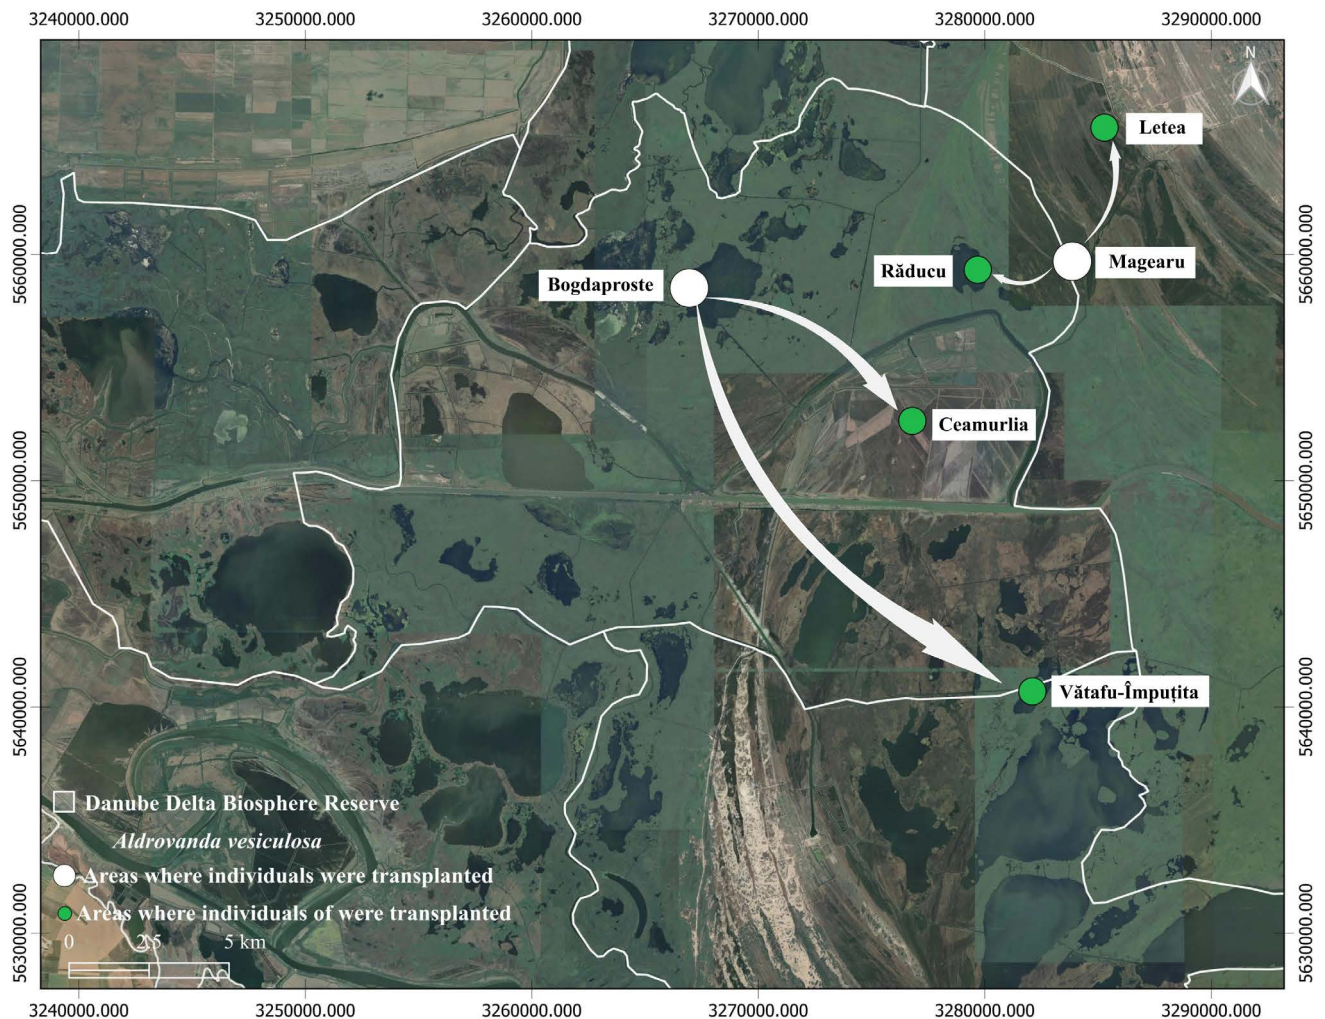 3240000.000 3250000.000 3260000.000 3270000.000 3280000.000 3290000.000
N
Letea
5660000.000
5660000.000
Magearu
Răducu
Bogdaproste
Ceamurlia
5650000.000
5650000.000
Vătafu-Împuțita
5640000.000
5640000.000
Danube Delta Biosphere Reserve
Aldrovanda vesiculosa
Areas where individuals were transplanted
Areas where individuals of were transplanted
0 2.5 5 km
5630000.000
5630000.000
3240000.000 3250000.000 3260000.000 3270000.000 3280000.000 3290000.000